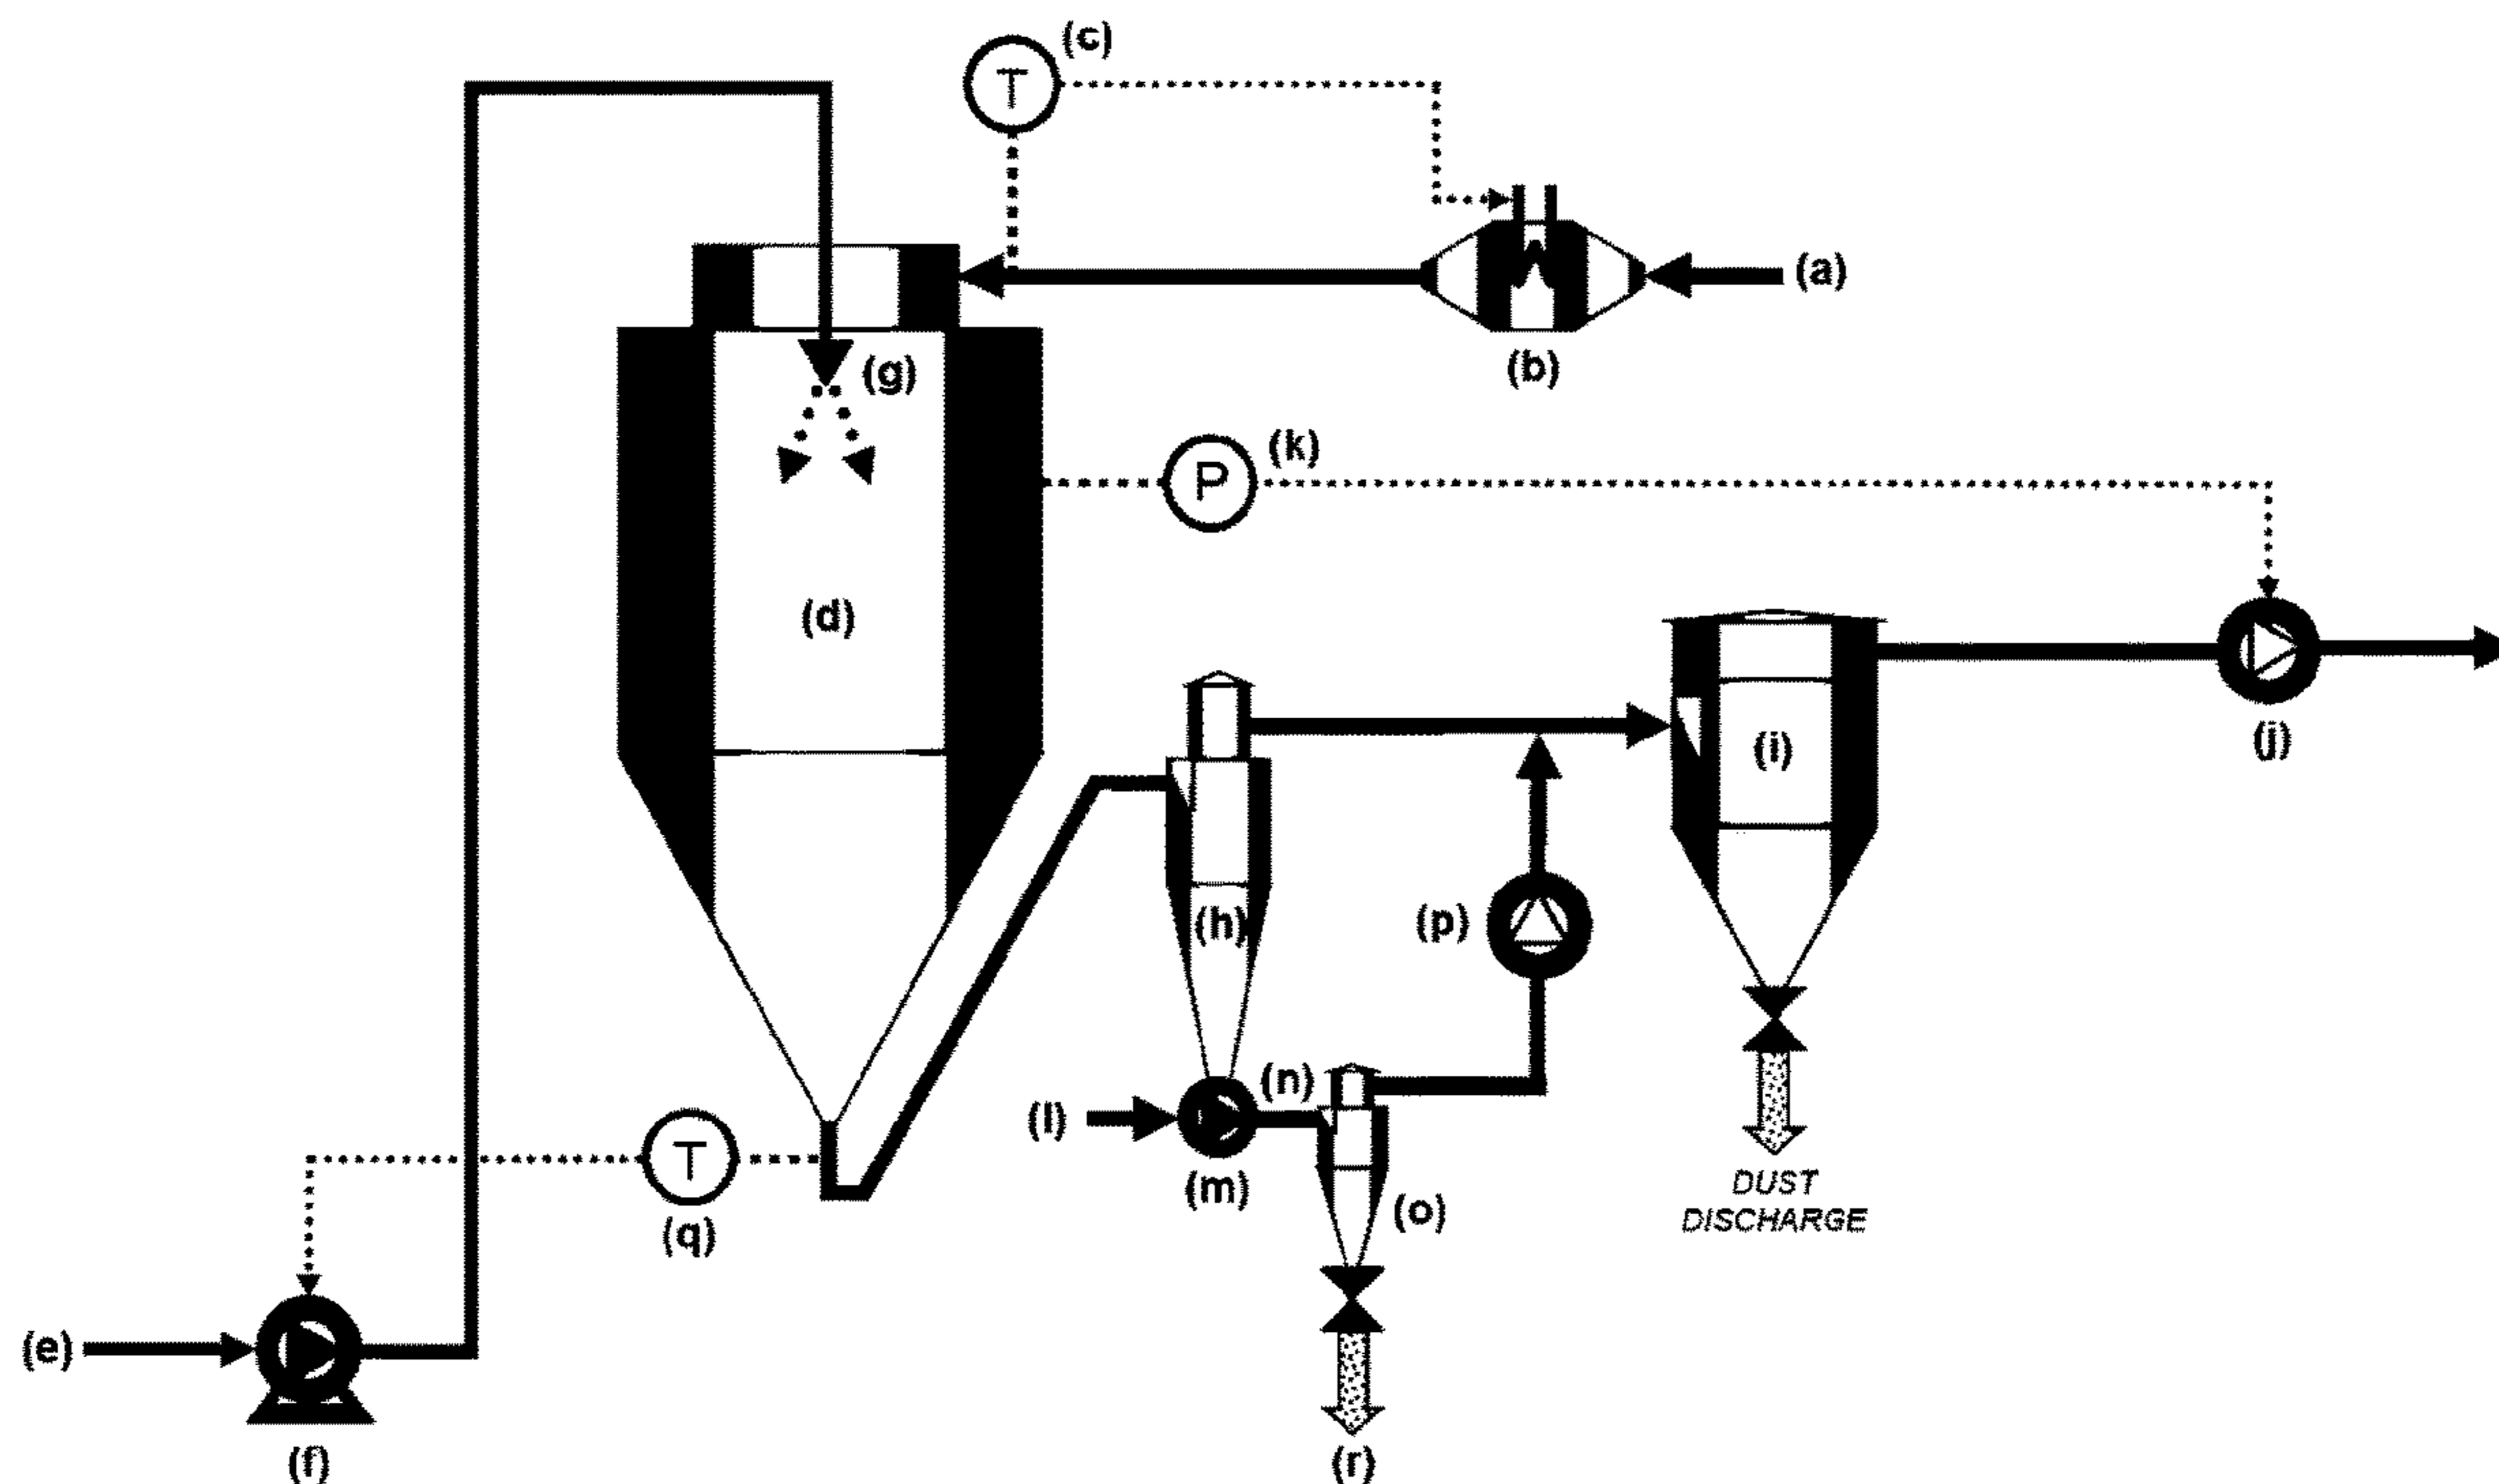 (c)
T
(a)
(b)
(g)
(k)
P
(d)
(i)
(j)
(h)
(p)
(n)
(l)
(m)
T
(q)
(o)
DUST
DISCHARGE
(e)
(f)
(r)